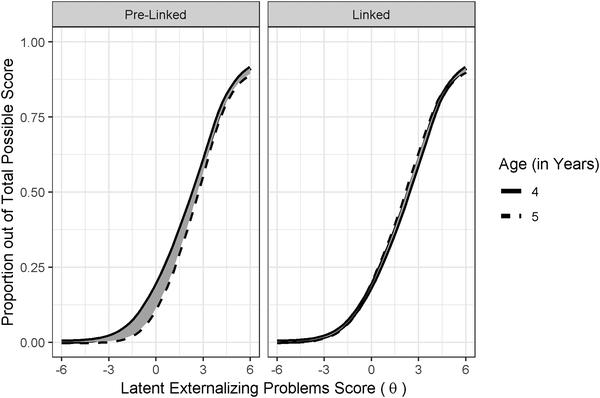 Pre-Linked
Linked
1.00
0.75
0.50
0.25
0.00
Proportion out of Total Possible Score
-6 -3 0 3 6
-6 -3 0 3 6
Latent Externalizing Problems Score ( θ )
Age (in Years)
4
5